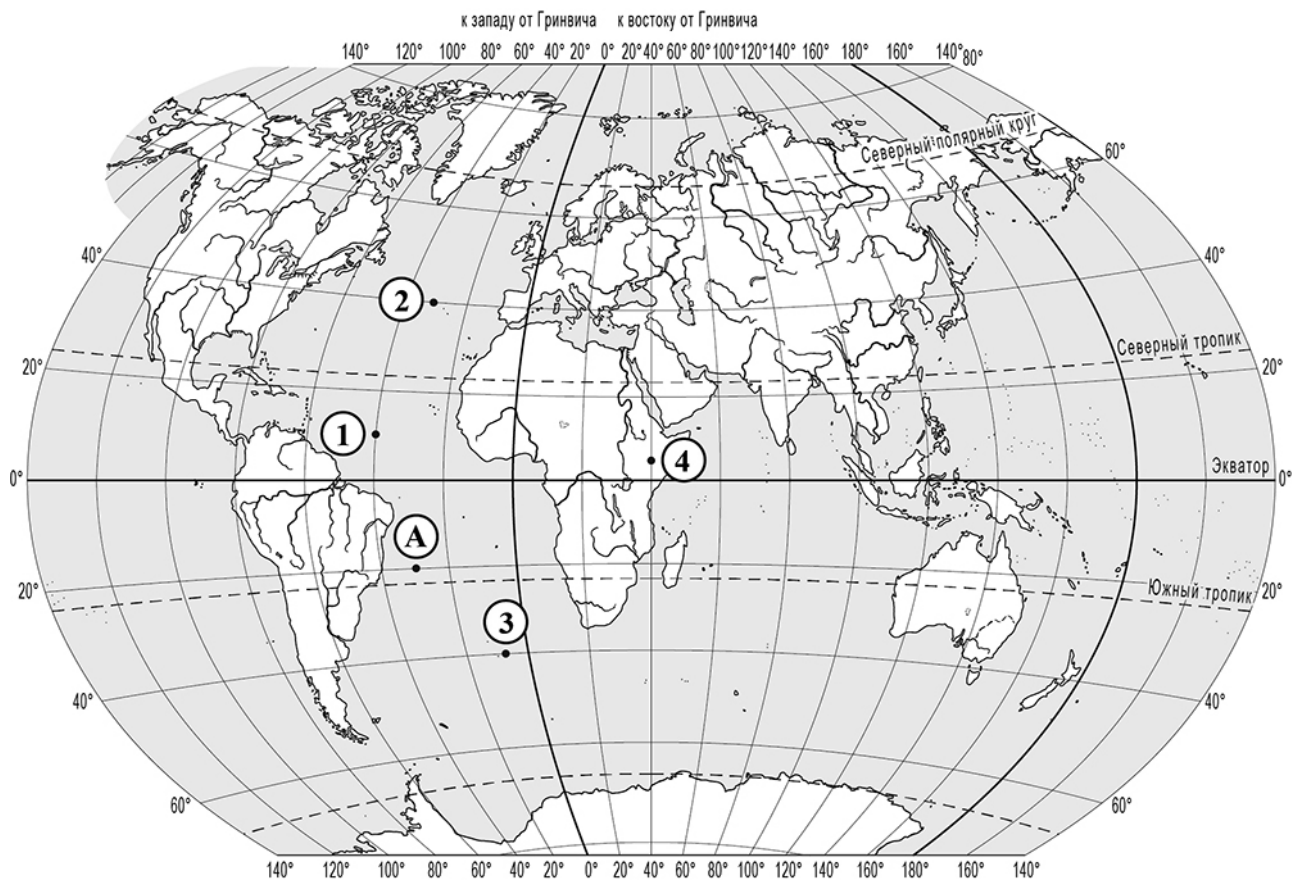 к западу от Гринвича к востоку от Гринвича
140° 120° 100° 80° 60° 40° 20° 0° 20° 40° 60° 80° 100° 120° 140° 160° 180° 160° 140° 80°
Северный полярный круг
60°
40° 40°
2
Северный тропик
20° 20°
1
4
Экватор
0° 0°
А
20° Южный тропик 20°
3
40° 40°
60° 60°
140° 120° 100° 80° 60° 40° 20° 0° 20° 40° 60° 80° 100° 120° 140° 160° 180° 160° 140°